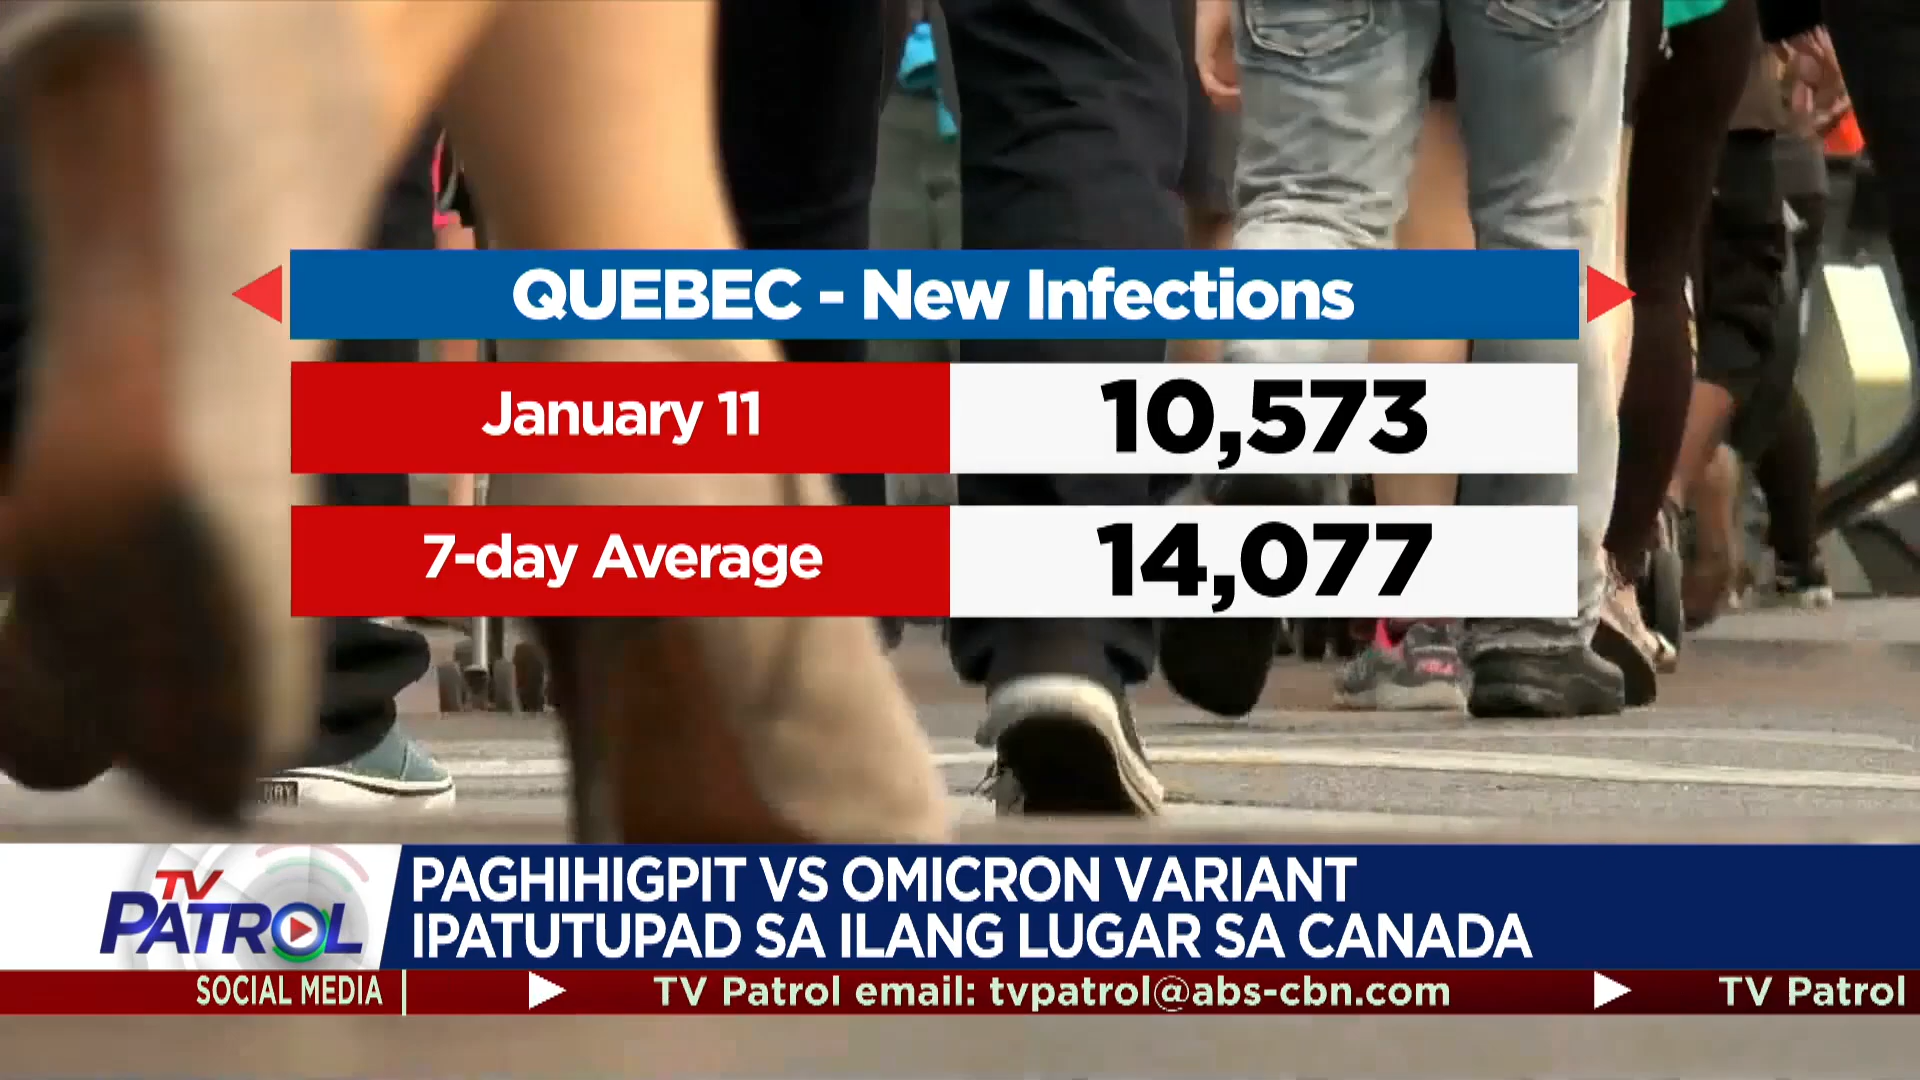 QUEBEC - New Infections
January 11
10,573
7-day Average
14,077
TV
PATROL
PAGHIHIGPIT VS OMICRON VARIANT
IPATUTUPAD SA ILANG LUGAR SA CANADA
SOCIAL MEDIA
TV Patrol email: tvpatrol@abs-cbn.com
TV Patrol